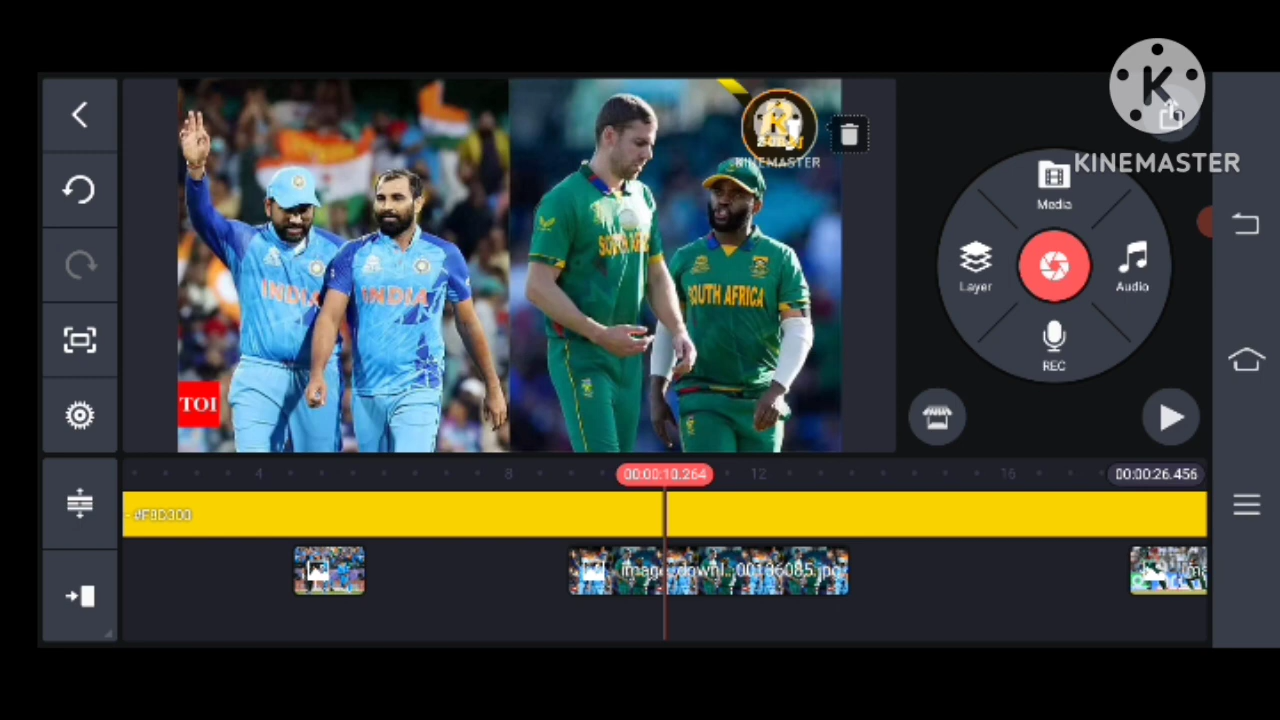 KINEMASTER
Media
Layer
Audio
REC
INDIA
INDIA
SOUTH AFRICA
TOI
KINEMASTER
4
8
00:00:10.264
12
16
00:00:26.456
#F8D300